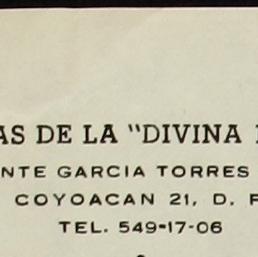 AS DE LA "DIVINA
NTE GARCIA TORRES
COYOACAN 21, D. F
TEL. 549-17-06